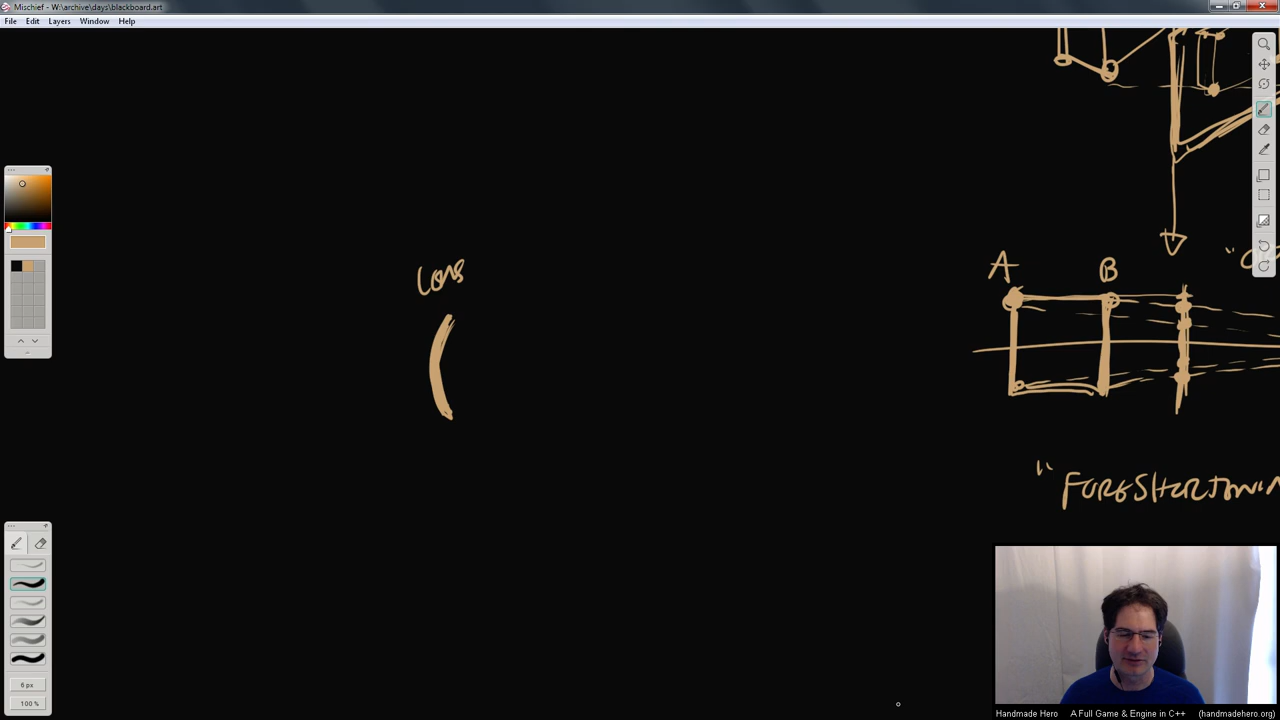 Mischief - W:\archive\days\blackboard.art
File Edit Layers Window Help
Lens
A B
"FORESHORTENIN
6 px
100 %
Handmade Hero A Full Game & Engine in C++ (handmadehero.org)